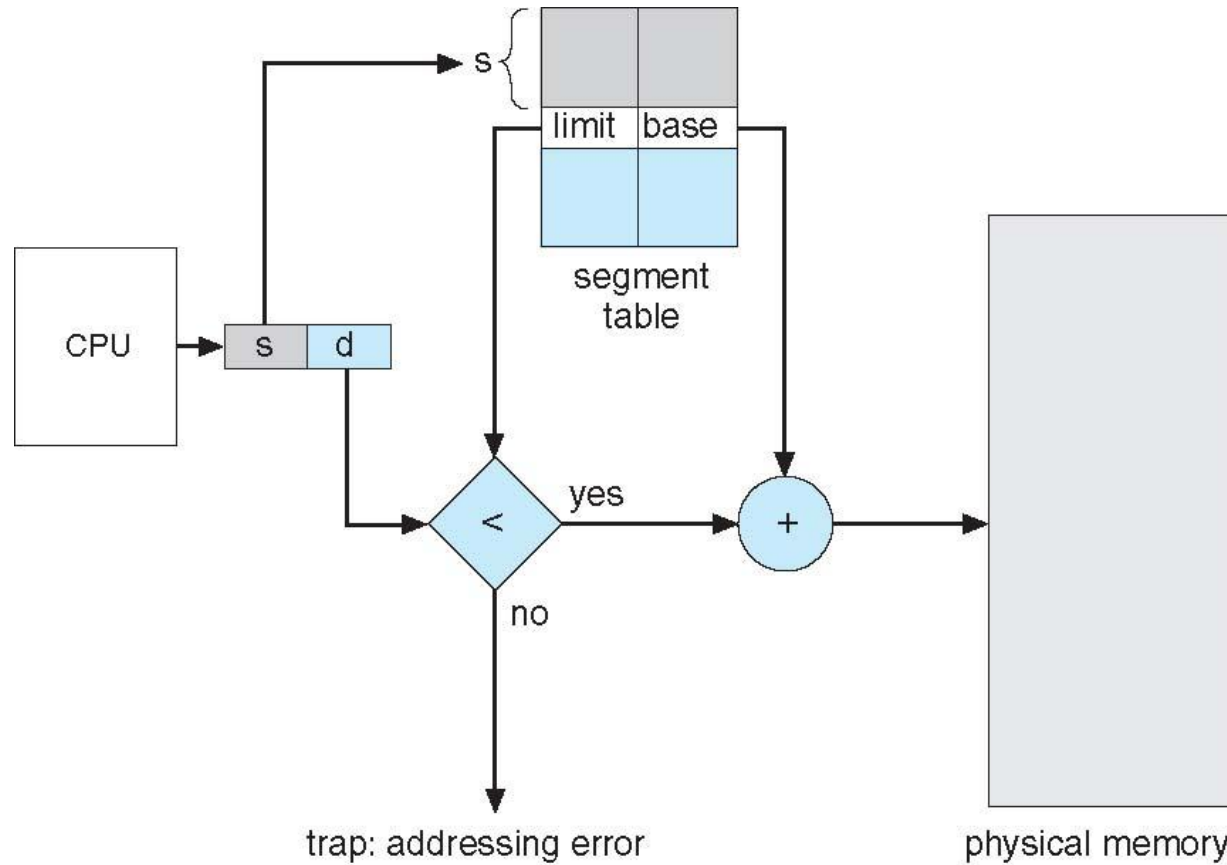 s
limit base
segment
table
CPU
s d
<
yes
+
no
trap: addressing error
physical memory